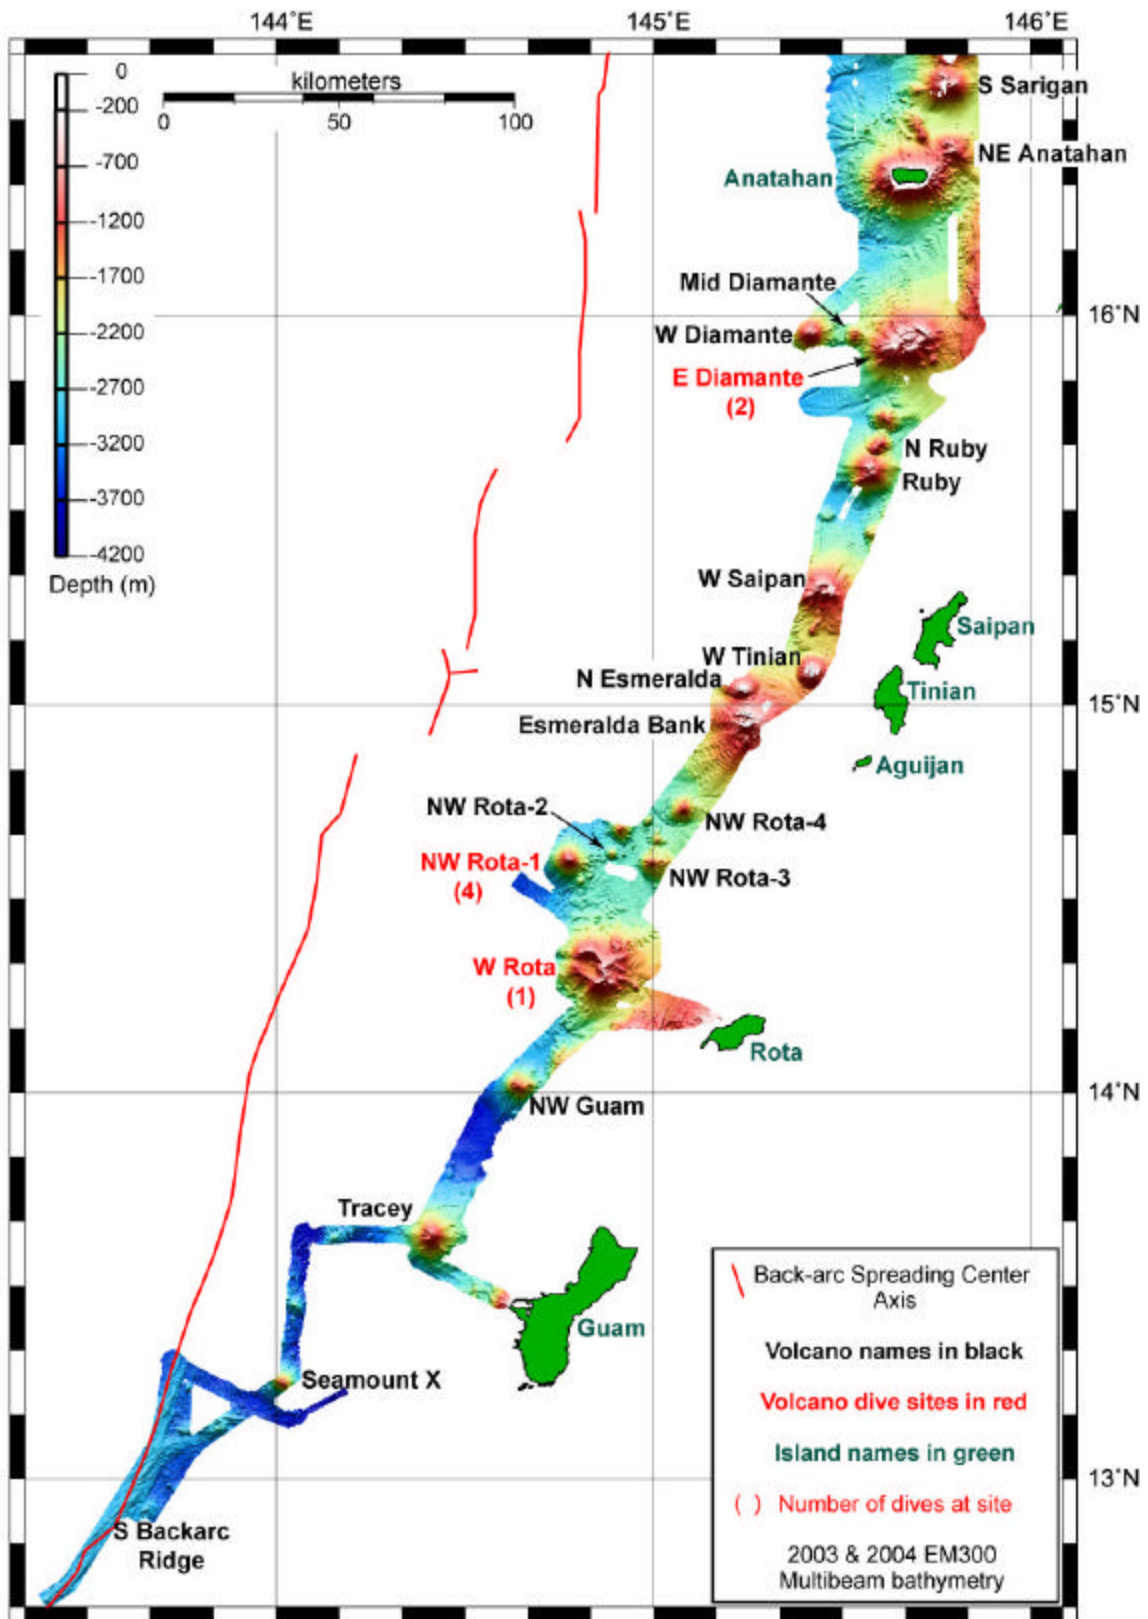 144°E
145°E
146°E
0
-200
-700
-1200
-1700
-2200
-2700
-3200
-3700
-4200
Depth (m)
kilometers
0 50 100
S Sarigan
NE Anatahan
Anatahan
Mid Diamante
16°N
W Diamante
E Diamante
(2)
N Ruby
Ruby
W Saipan
Saipan
W Tinian
N Esmeralda
Tinian
15°N
Esmeralda Bank
Aguijan
NW Rota-2
NW Rota-4
NW Rota-1
(4)
NW Rota-3
W Rota
(1)
Rota
14°N
NW Guam
Tracey
Guam
Seamount X
13°N
S Backarc
Ridge
Back-arc Spreading Center
Axis
Volcano names in black
Volcano dive sites in red
Island names in green
( ) Number of dives at site
2003 & 2004 EM300
Multibeam bathymetry